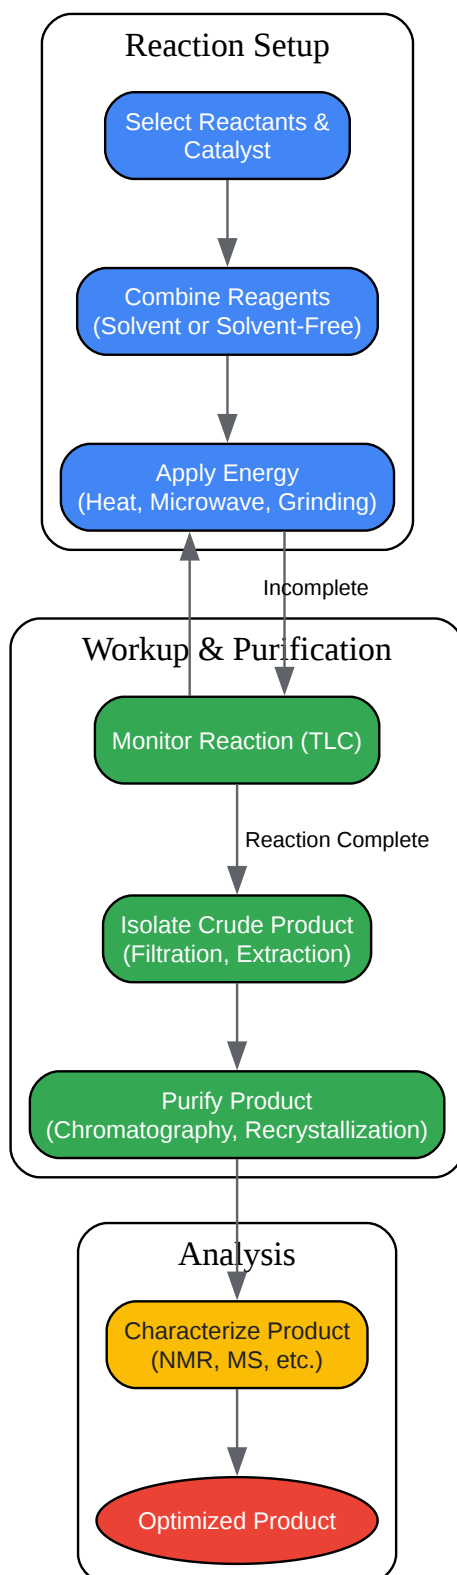 Reaction Setup
Select Reactants &
Catalyst
Combine Reagents
(Solvent or Solvent-Free)
Apply Energy
(Heat, Microwave, Grinding)
Incomplete
Workup & Purification
Monitor Reaction (TLC)
Reaction Complete
Isolate Crude Product
(Filtration, Extraction)
Purify Product
(Chromatography, Recrystallization)
Analysis
Characterize Product
(NMR, MS, etc.)
Optimized Product